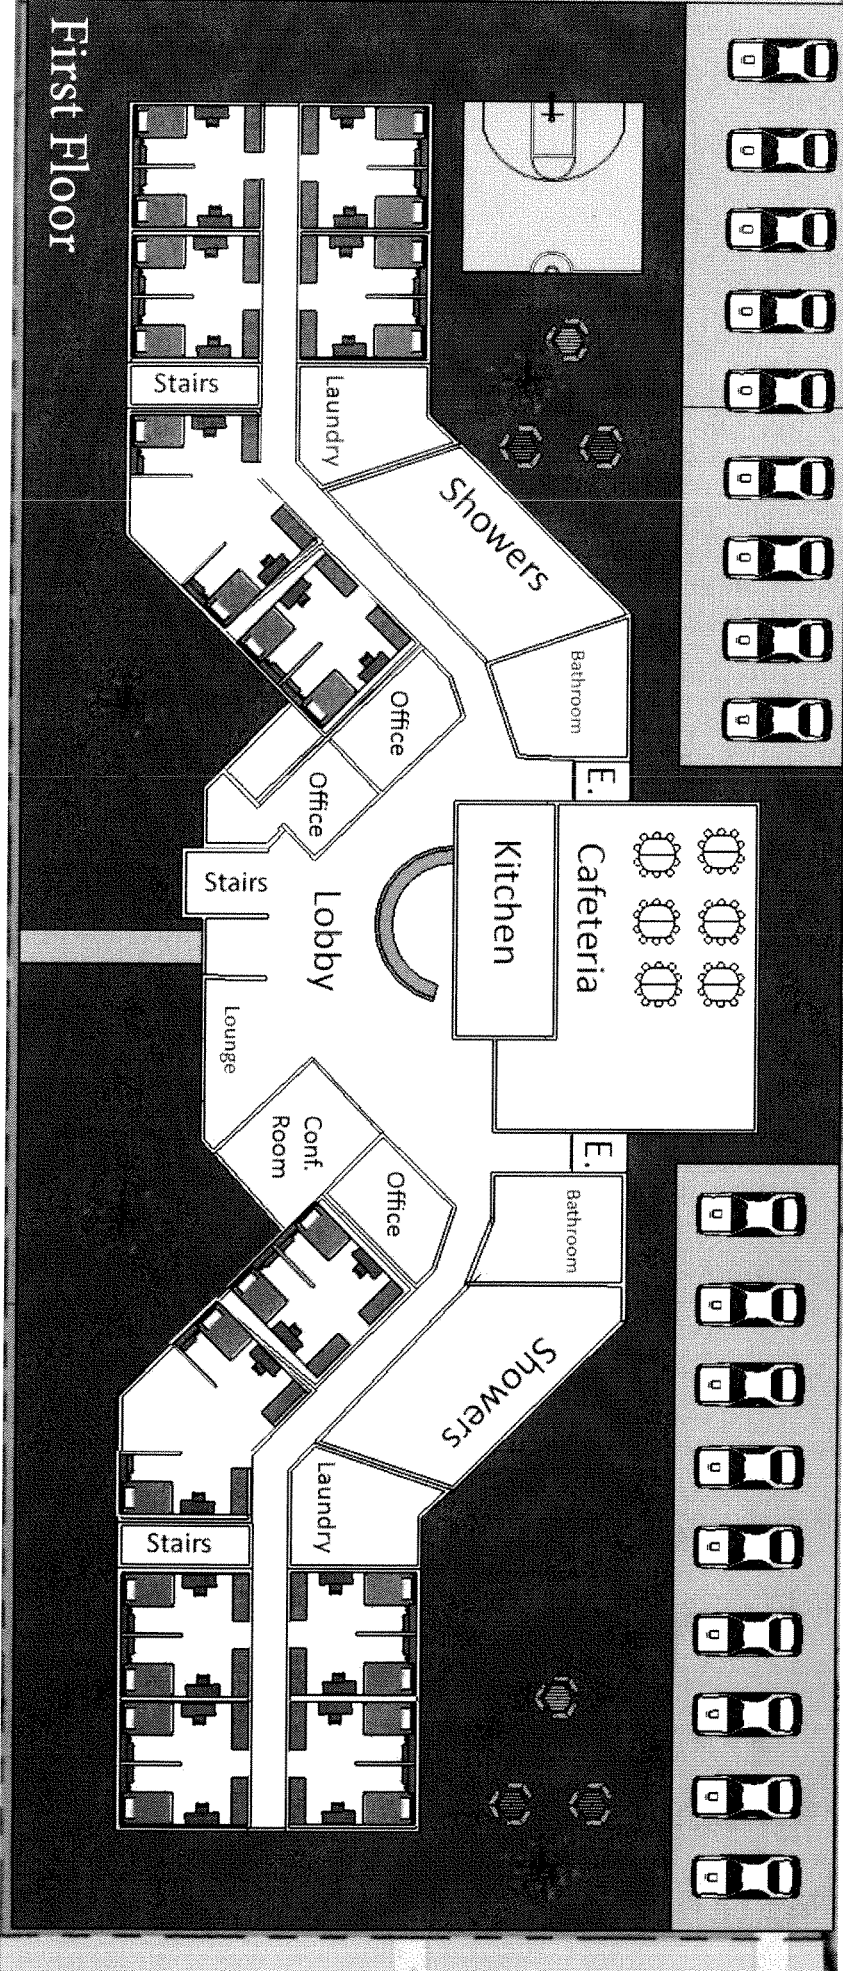 First Floor
Stairs
Laundry
Showers
Bathroom
Office
Office
E.
Stairs
Lobby
Kitchen
Cafeteria
Lounge
Conf.
Room
Office
E.
Bathroom
Showers
Laundry
Stairs